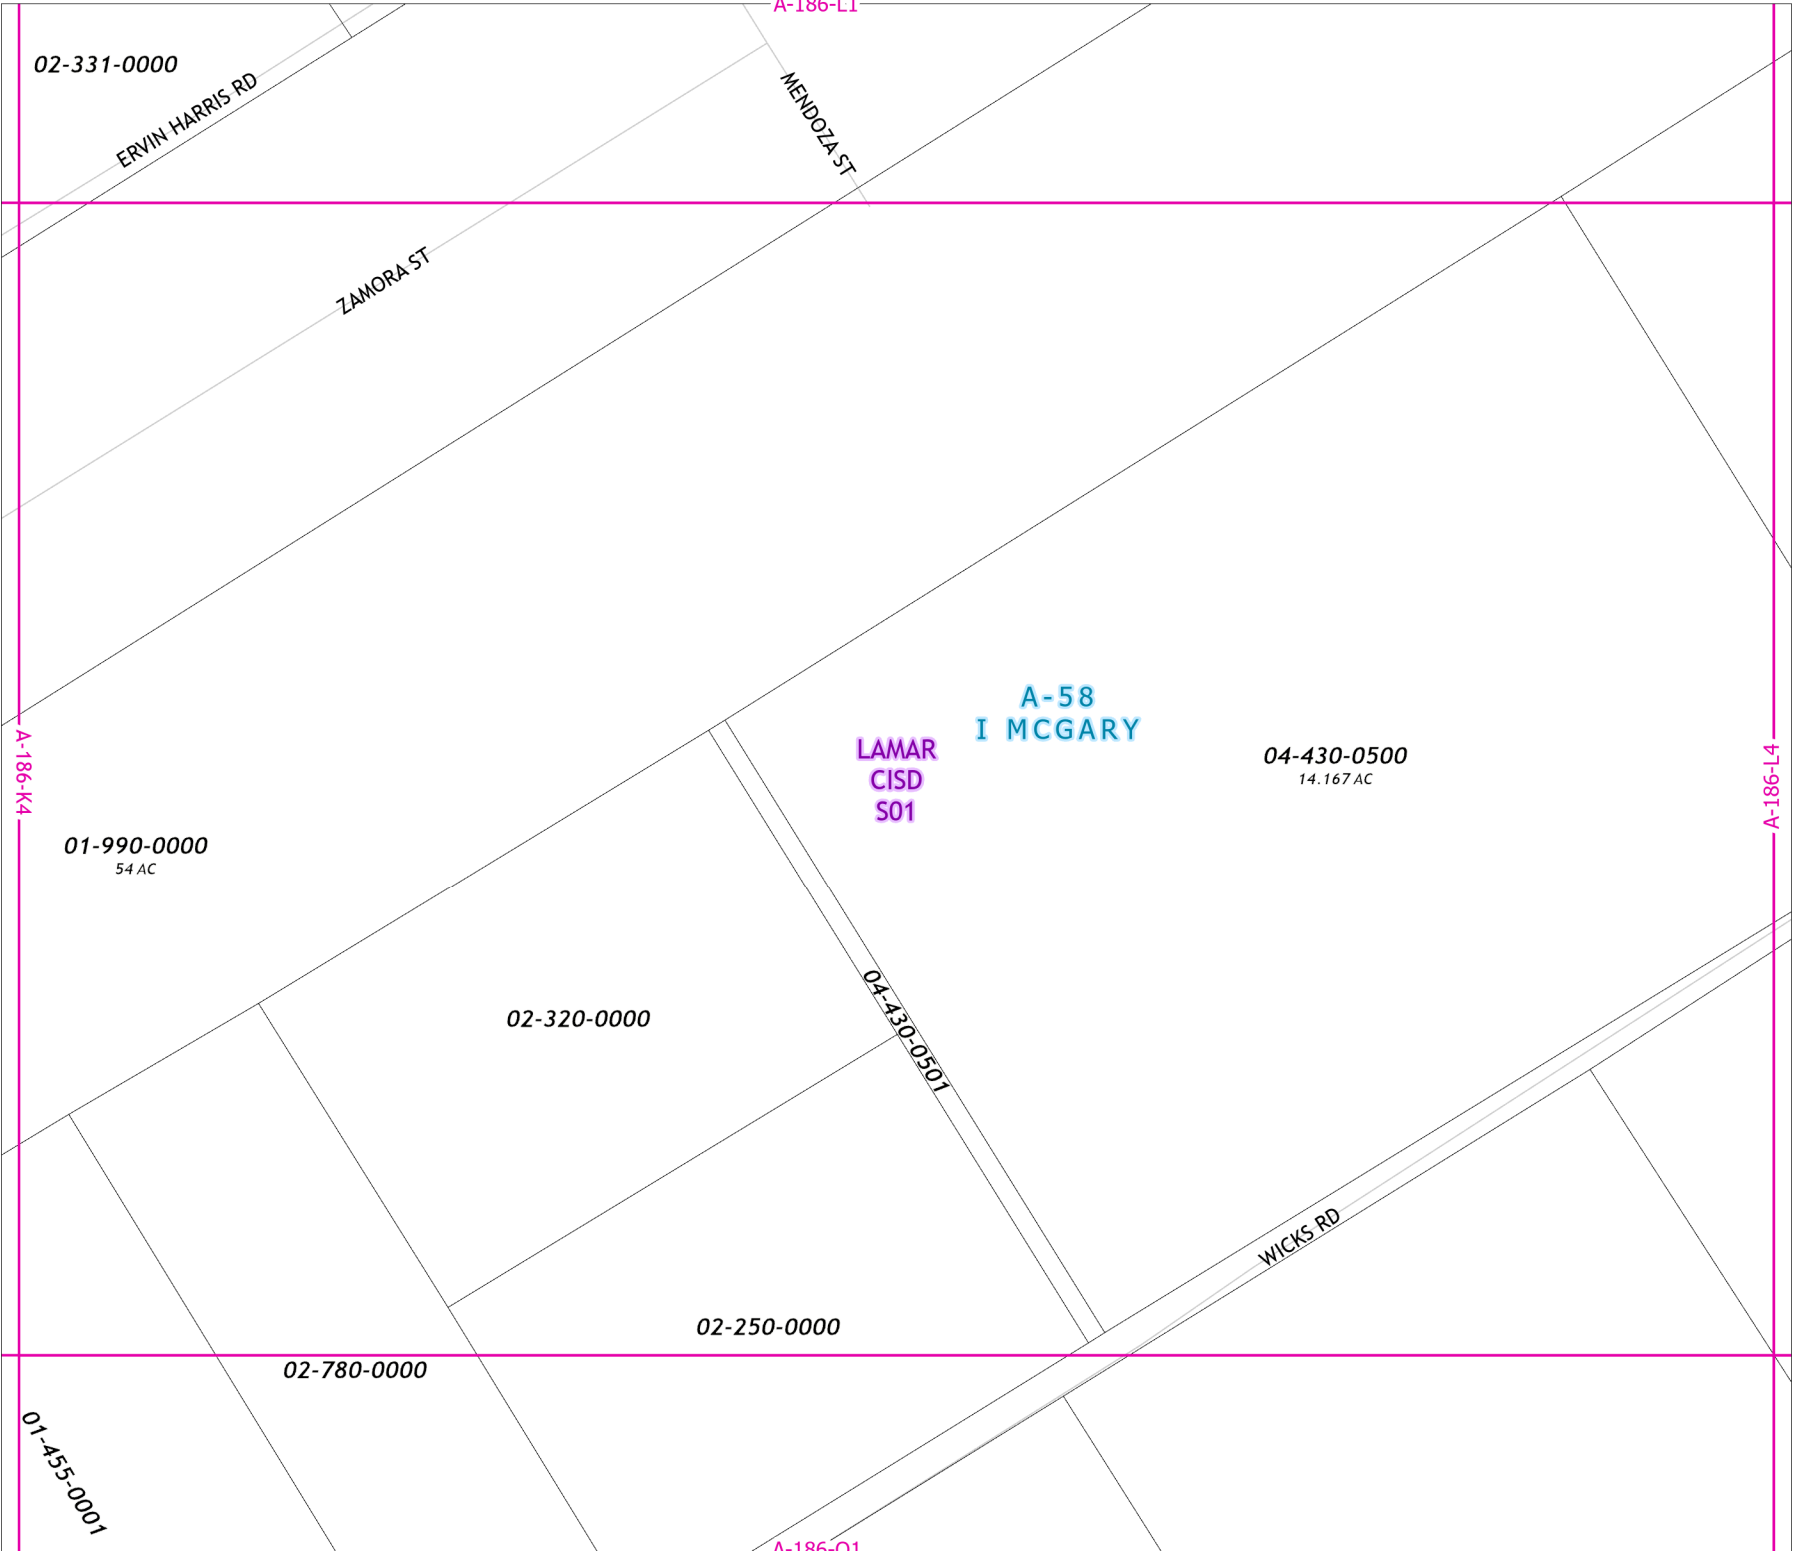 A-186-L1
02-331-0000
ERVIN HARRIS RD
MENDOZA ST
ZAMORA ST
A-58
I MCGARY
LAMAR
CISD
S01
04-430-0500
14.167 AC
A-186-K4
A-186-L4
01-990-0000
54 AC
02-320-0000
04-430-0501
WICKS RD
02-250-0000
02-780-0000
01-455-0001
A-186-Q1